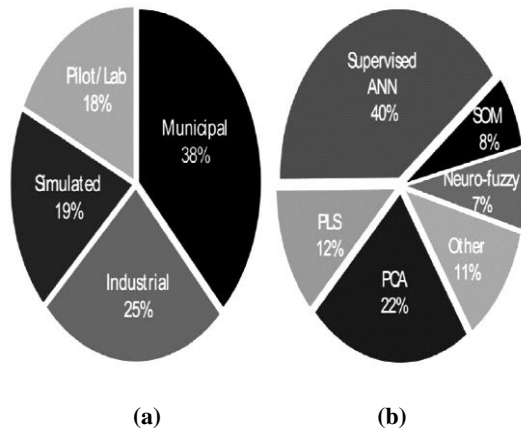 Pilot/Lab
18%
Municipal
38%
Simulated
19%
Industrial
25%
(a)
Supervised
ANN
40%
SOM
8%
Neuro-fuzzy
7%
Other
11%
PCA
22%
PLS
12%
(b)